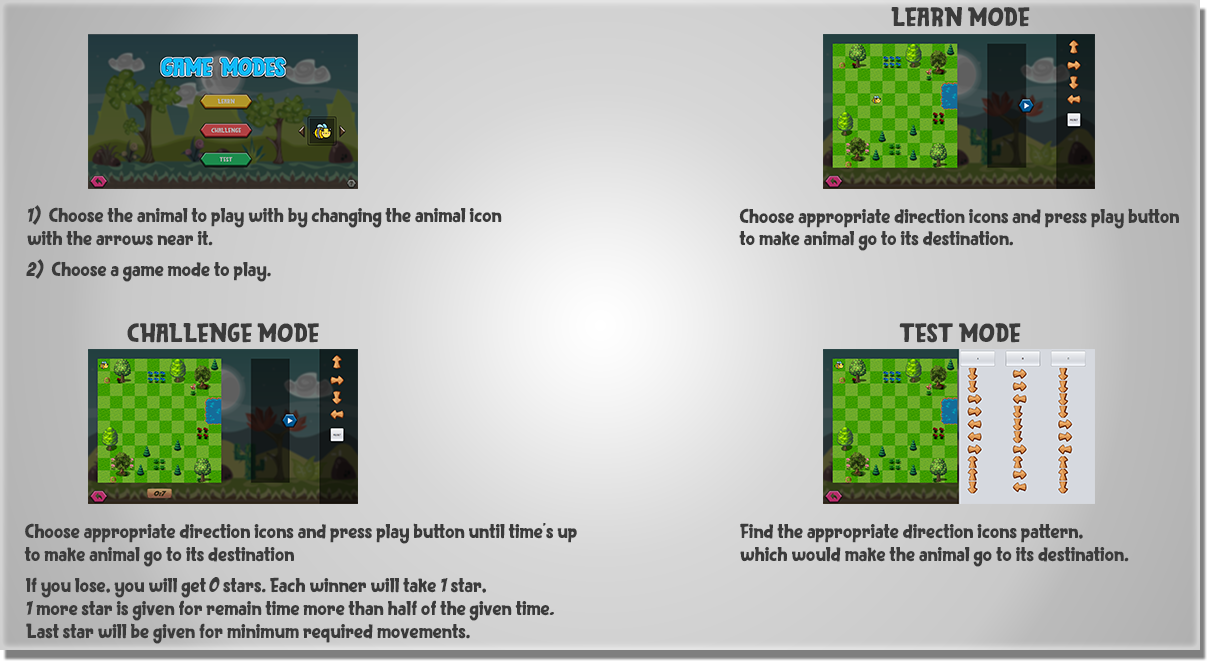 GAME MODES
LEARN
CHALLENGE
TEST
1) Choose the animal to play with by changing the animal icon
with the arrows near it.
2) Choose a game mode to play.
LEARN MODE
Choose appropriate direction icons and press play button
to make animal go to its destination.
CHALLENGE MODE
0:7
Choose appropriate direction icons and press play button until time's up
to make animal go to its destination
If you lose, you will get 0 stars. Each winner will take 1 star,
1 more star is given for remain time more than half of the given time.
Last star will be given for minimum required movements.
TEST MODE
Find the appropriate direction icons pattern,
which would make the animal go to its destination.